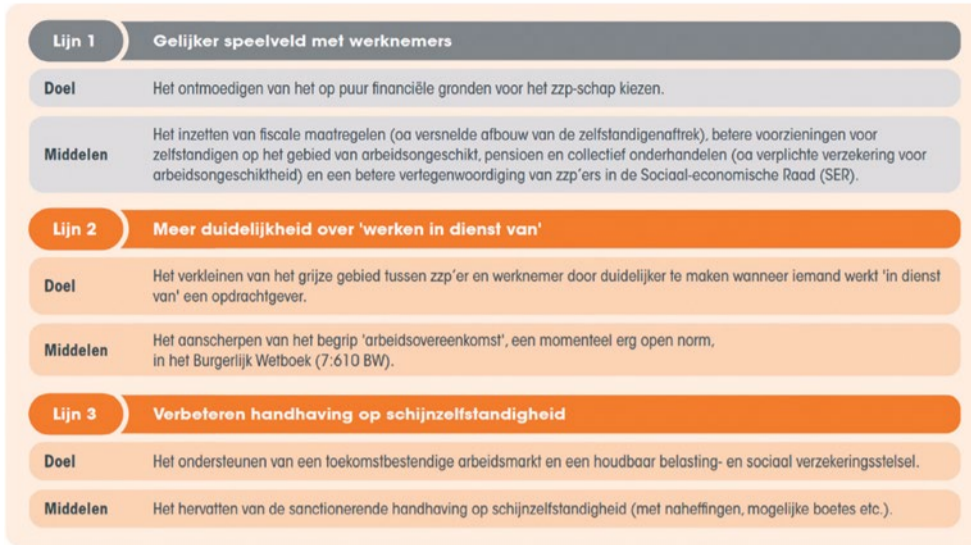 Lijn 1 Gelijker speelveld met werknemers
Doel Het ontmoedigen van het op puur financiële gronden voor het zzp-schap kiezen.
Het inzetten van fiscale maatregelen (oa versnelde afbouw van de zelfstandigenaftrek), betere voorzieningen voor
Middelen zelfstandigen op het gebied van arbeidsongeschikt, pensioen en collectief onderhandelen (oa verplichte verzekering voor
arbeidsongeschiktheid) en een betere vertegenwoordiging van zzp'ers in de Sociaal-economische Raad (SER).
Lijn 2 Meer duidelijkheid over 'werken in dienst van'
Doel Het verkleinen van het grijze gebied tussen zzp'er en werknemer door duidelijker te maken wanneer iemand werkt 'in dienst
van' een opdrachtgever.
Middelen Het aanscherpen van het begrip 'arbeidsovereenkomst', een momenteel erg open norm,
in het Burgerlijk Wetboek (7:610 BW).
Lijn 3 Verbeteren handhaving op schijnzelfstandigheid
Doel Het ondersteunen van een toekomstbestendige arbeidsmarkt en een houdbaar belasting- en sociaal verzekeringsstelsel.
Middelen Het hervatten van de sanctionerende handhaving op schijnzelfstandigheid (met naheffingen, mogelijke boetes etc.).